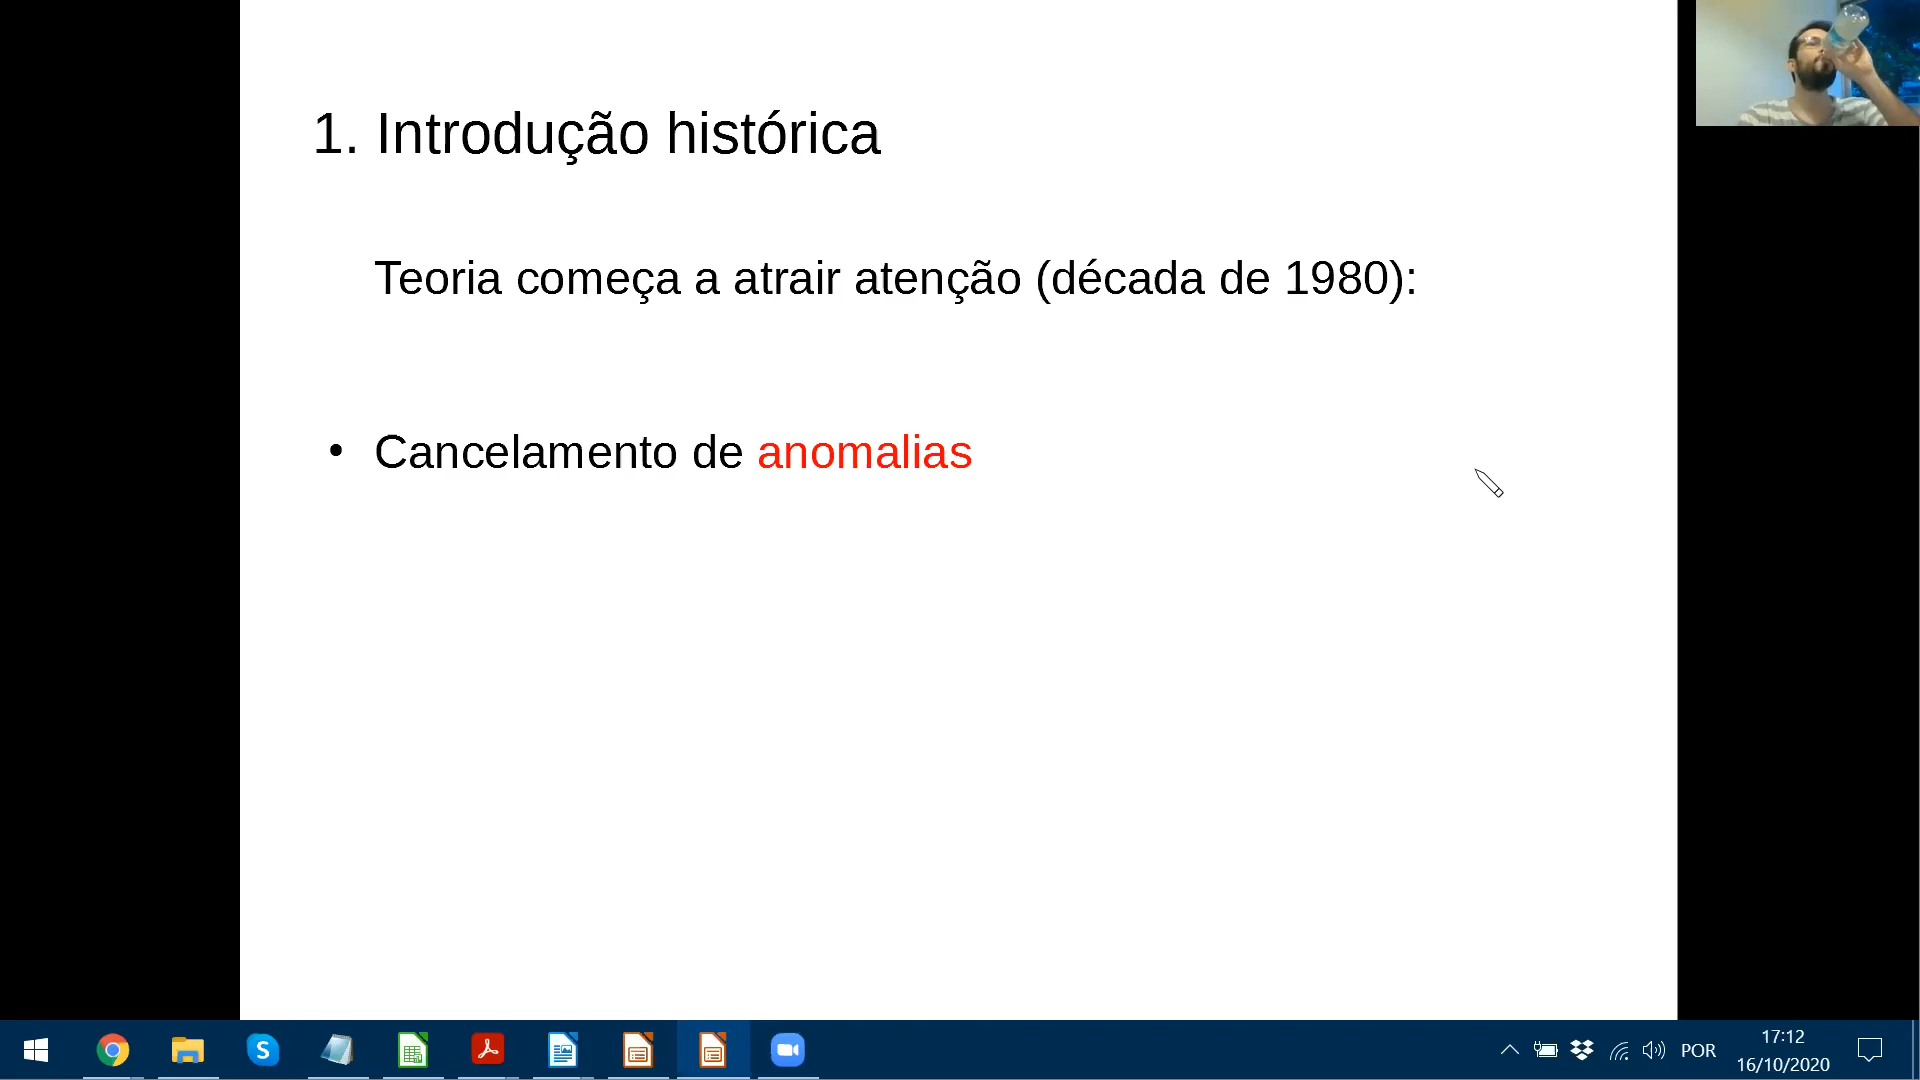 1. Introdução histórica
Teoria começa a atrair atenção (década de 1980):
• Cancelamento de anomalias
POR
17:12
16/10/2020